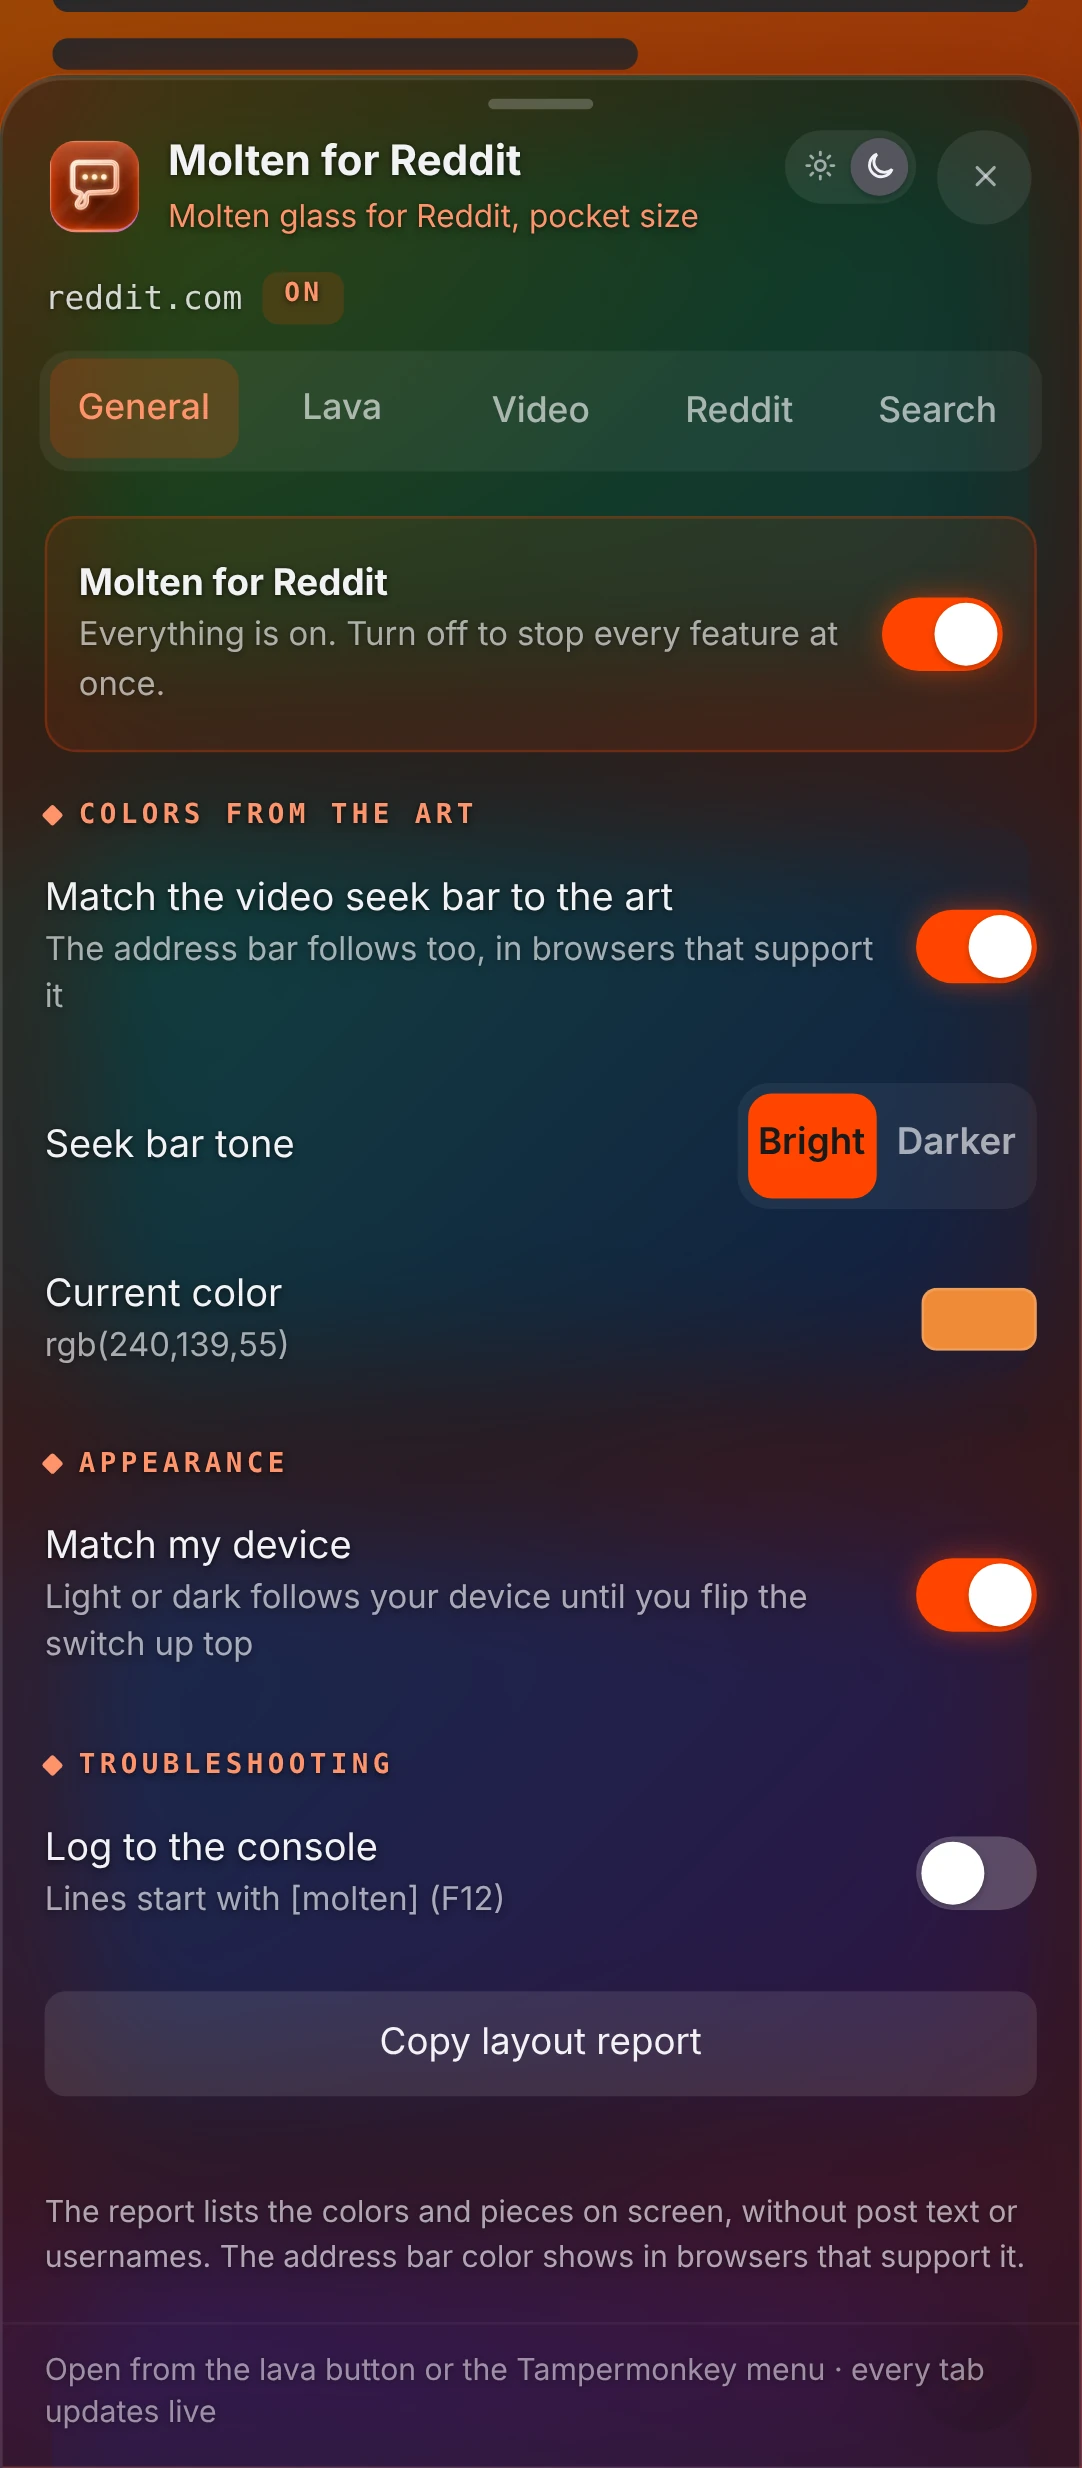 Molten for Reddit
Molten glass for Reddit, pocket size
reddit.com ON
General Lava Video Reddit Search
Molten for Reddit
Everything is on. Turn off to stop every feature at
once.
COLORS FROM THE ART
Match the video seek bar to the art
The address bar follows too, in browsers that support
it
Seek bar tone Bright Darker
Current color
rgb(240,139,55)
APPEARANCE
Match my device
Light or dark follows your device until you flip the
switch up top
TROUBLESHOOTING
Log to the console
Lines start with [molten] (F12)
Copy layout report
The report lists the colors and pieces on screen, without post text or
usernames. The address bar color shows in browsers that support it.
Open from the lava button or the Tampermonkey menu · every tab
updates live